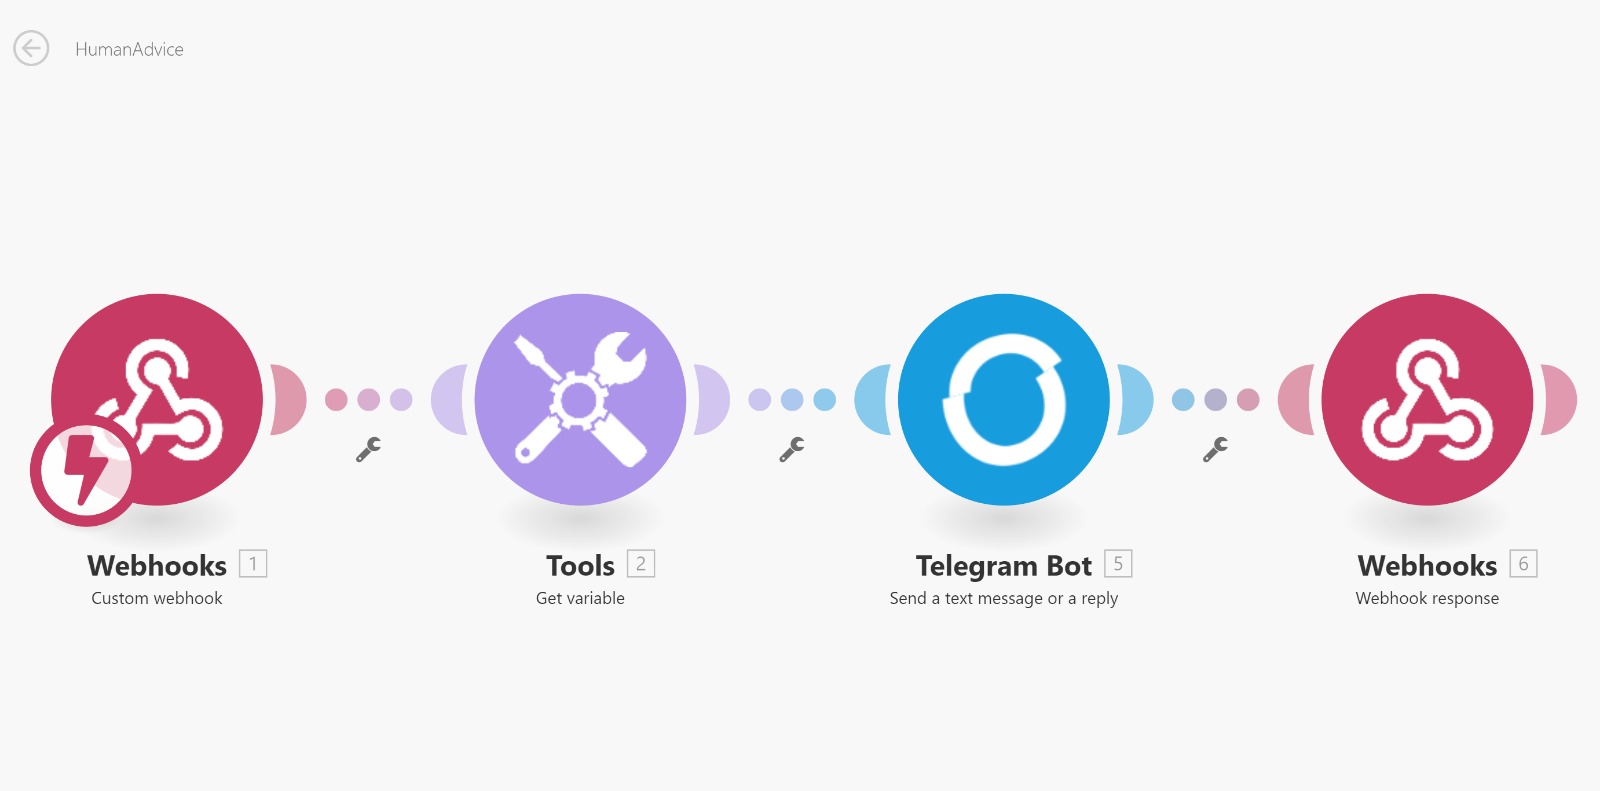 HumanAdvice
Webhooks 1
Custom webhook
Tools 2
Get variable
Telegram Bot 5
Send a text message or a reply
Webhooks 6
Webhook response